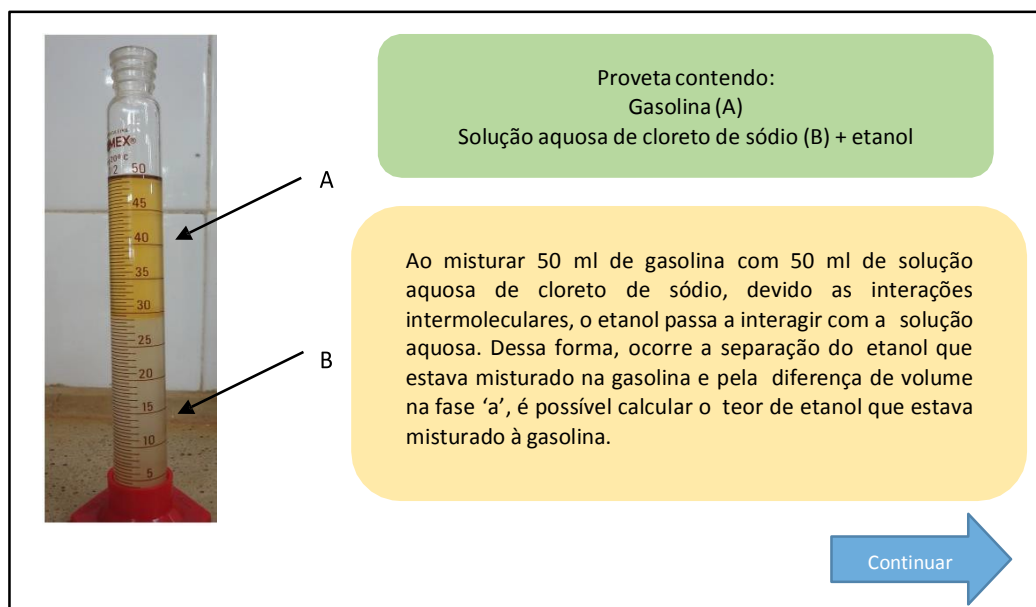 Proveta contendo:
Gasolina (A)
Solução aquosa de cloreto de sódio (B) + etanol
MEX®
50
45
40
35
30
25
20
15
10
5
A
B
Ao misturar 50 ml de gasolina com 50 ml de solução
aquosa de cloreto de sódio, devido as interações
intermoleculares, o etanol passa a interagir com a solução
aquosa. Dessa forma, ocorre a separação do etanol que
estava misturado na gasolina e pela diferença de volume
na fase ‘a’, é possível calcular o teor de etanol que estava
misturado à gasolina.
Continuar